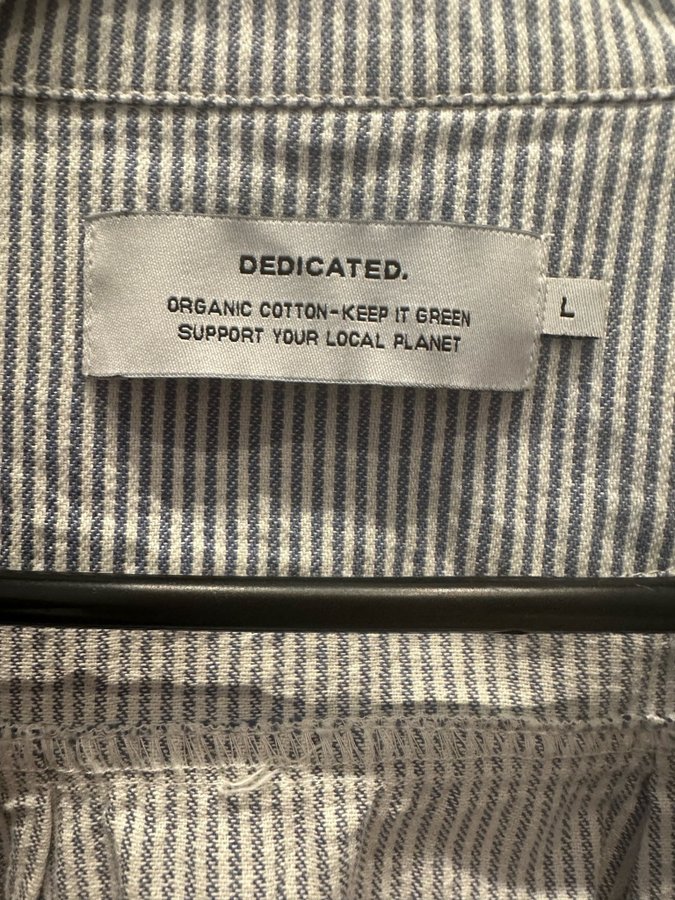 DEDICATED.
ORGANIC COTTON-KEEP IT GREEN
SUPPORT YOUR LOCAL PLANET
L